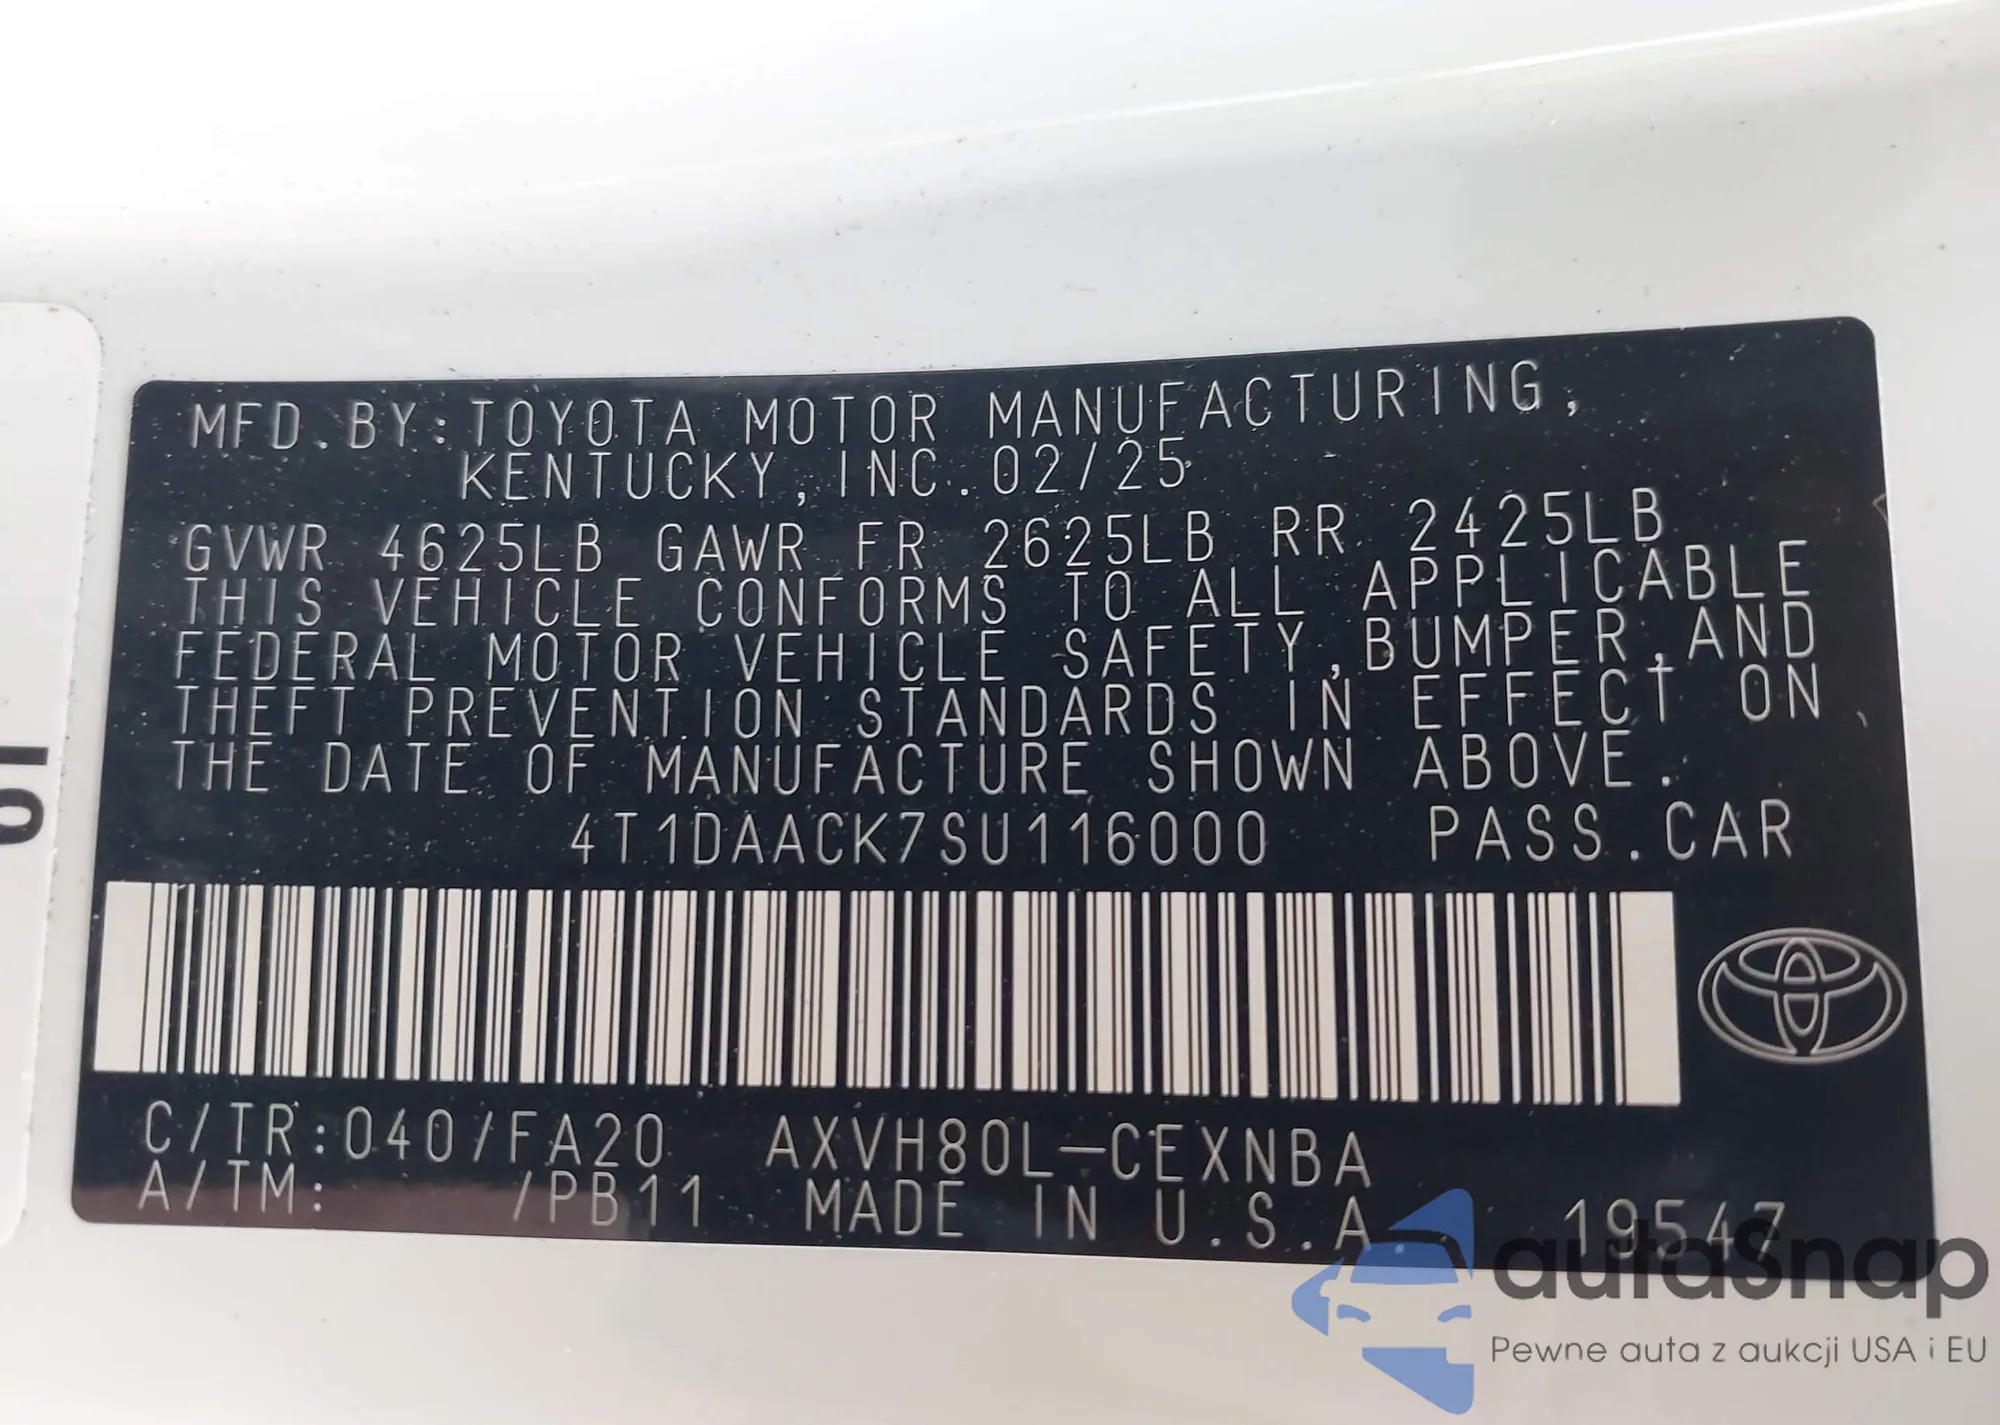 MFD.BY:TOYOTA MOTOR MANUFACTURING,
KENTUCKY, INC. 02/25
GVWR 4625LB GAWR FR 2625LB RR 2425LB
THIS VEHICLE CONFORMS TO ALL APPLICABLE
FEDERAL MOTOR VEHICLE SAFETY,BUMPER,AND
THEFT PREVENTION STANDARDS IN EFFECT ON
THE DATE OF MANUFACTURE SHOWN ABOVE.
4T1DAACK7SU116000 PASS.CAR
C/TR:040/FA20 AXVH80L-CEXNBA
A/TM: /PB11 MADE IN U.S.A. 19547
autaSnap
Pewne auta z aukcji USA i EU